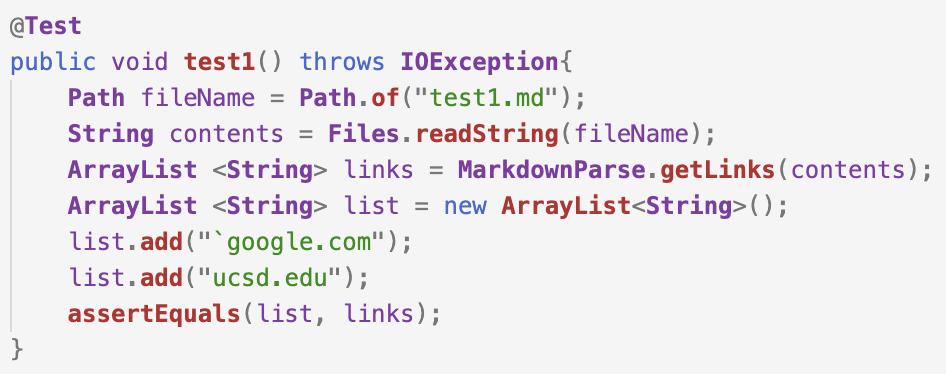 @Test
public void test1() throws IOException{
    Path fileName = Path.of("test1.md");
    String contents = Files.readString(fileName);
    ArrayList <String> links = MarkdownParse.getLinks(contents);
    ArrayList <String> list = new ArrayList<String>();
    list.add("`google.com");
    list.add("ucsd.edu");
    assertEquals(list, links);
}